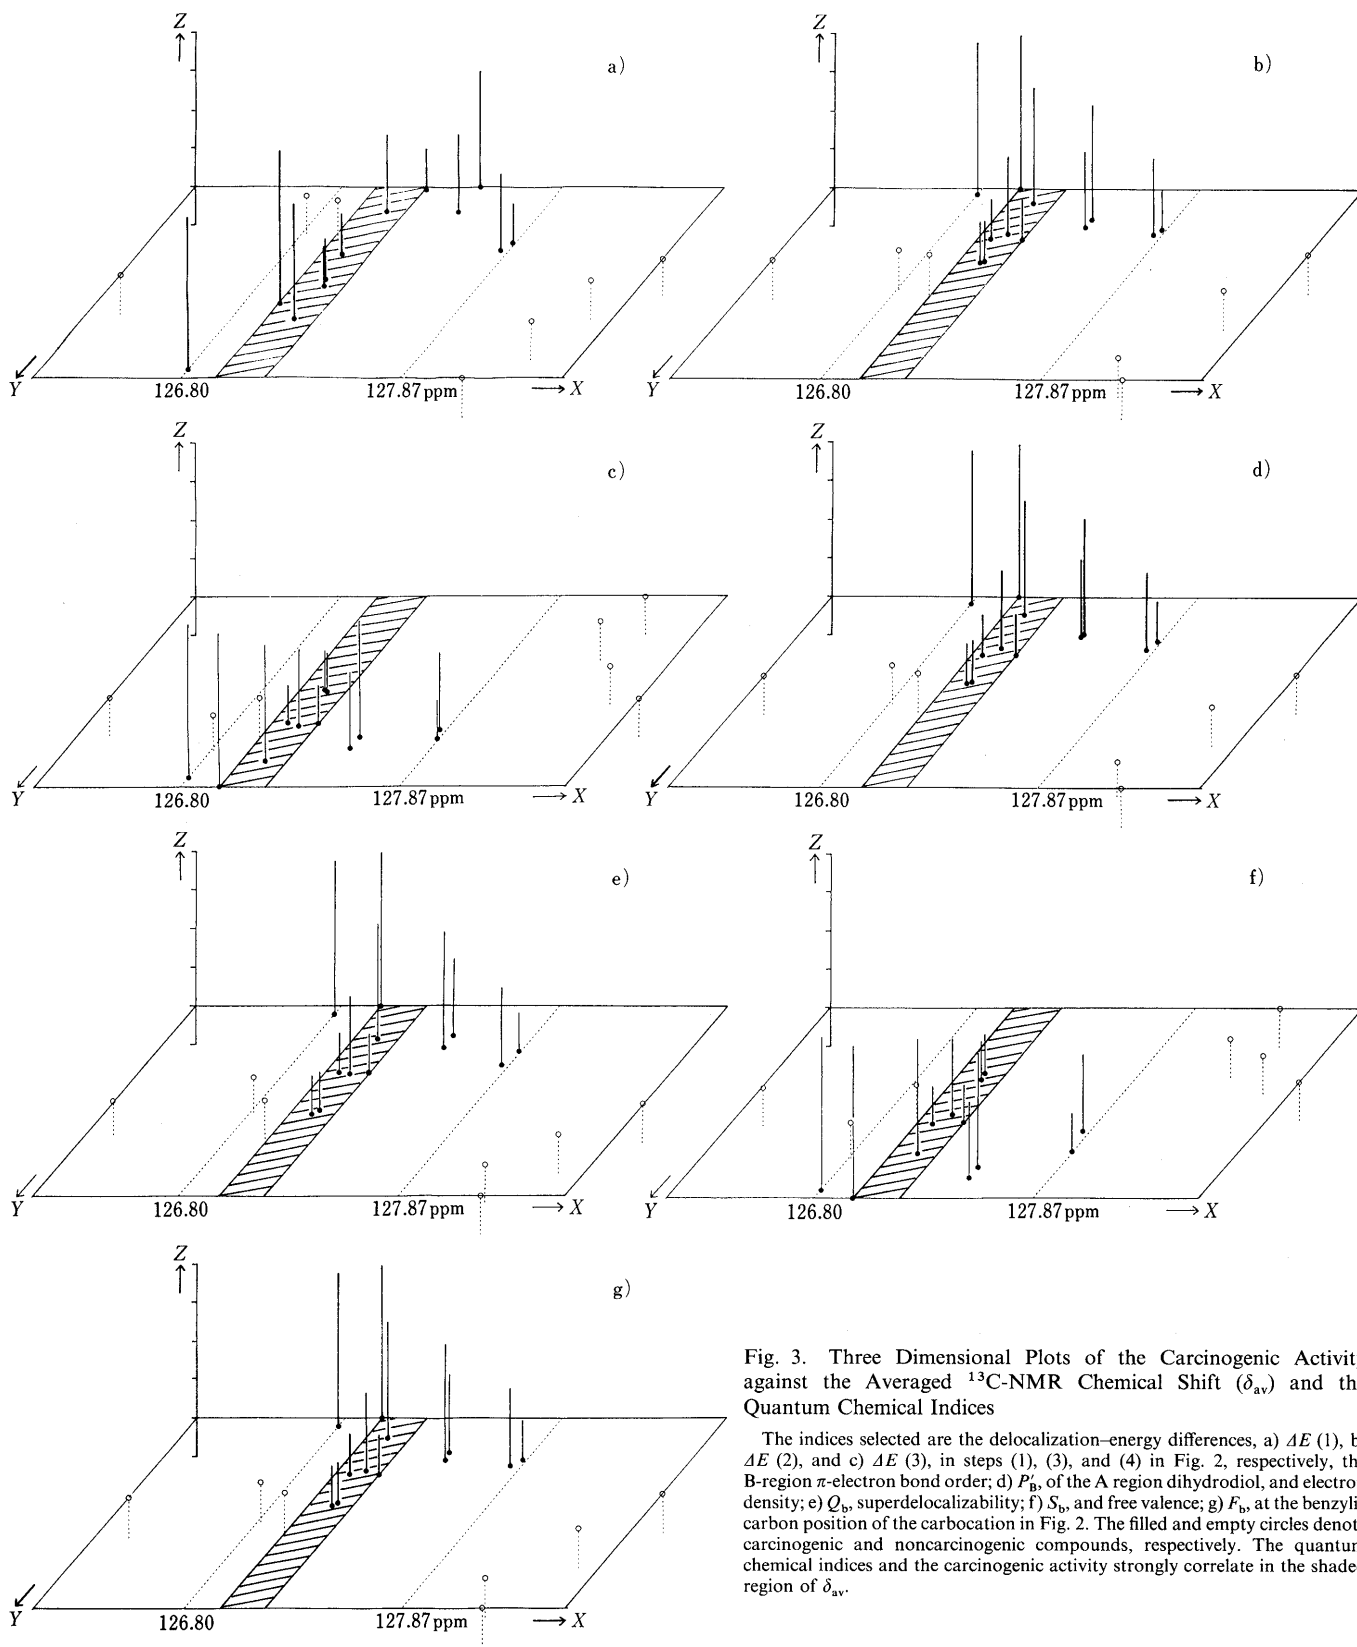 Z
a)
Y
126.80
127.87 ppm
X
Z
b)
Y
126.80
127.87 ppm
X
Z
c)
Y
126.80
127.87 ppm
X
Z
d)
Y
126.80
127.87 ppm
X
Z
e)
Y
126.80
127.87 ppm
X
Z
f)
Y
126.80
127.87 ppm
X
Z
g)
Y
126.80
127.87 ppm
X
Fig. 3. Three Dimensional Plots of the Carcinogenic Activit
against the Averaged ¹³C-NMR Chemical Shift (δav) and th
Quantum Chemical Indices
The indices selected are the delocalization–energy differences, a) ΔE (1), b
ΔE (2), and c) ΔE (3), in steps (1), (3), and (4) in Fig. 2, respectively, th
B-region π-electron bond order; d) P′B, of the A region dihydrodiol, and electro
density; e) Qb, superdelocalizability; f) Sb, and free valence; g) Fb, at the benzyli
carbon position of the carbocation in Fig. 2. The filled and empty circles denot
carcinogenic and noncarcinogenic compounds, respectively. The quantur
chemical indices and the carcinogenic activity strongly correlate in the shade
region of δav.